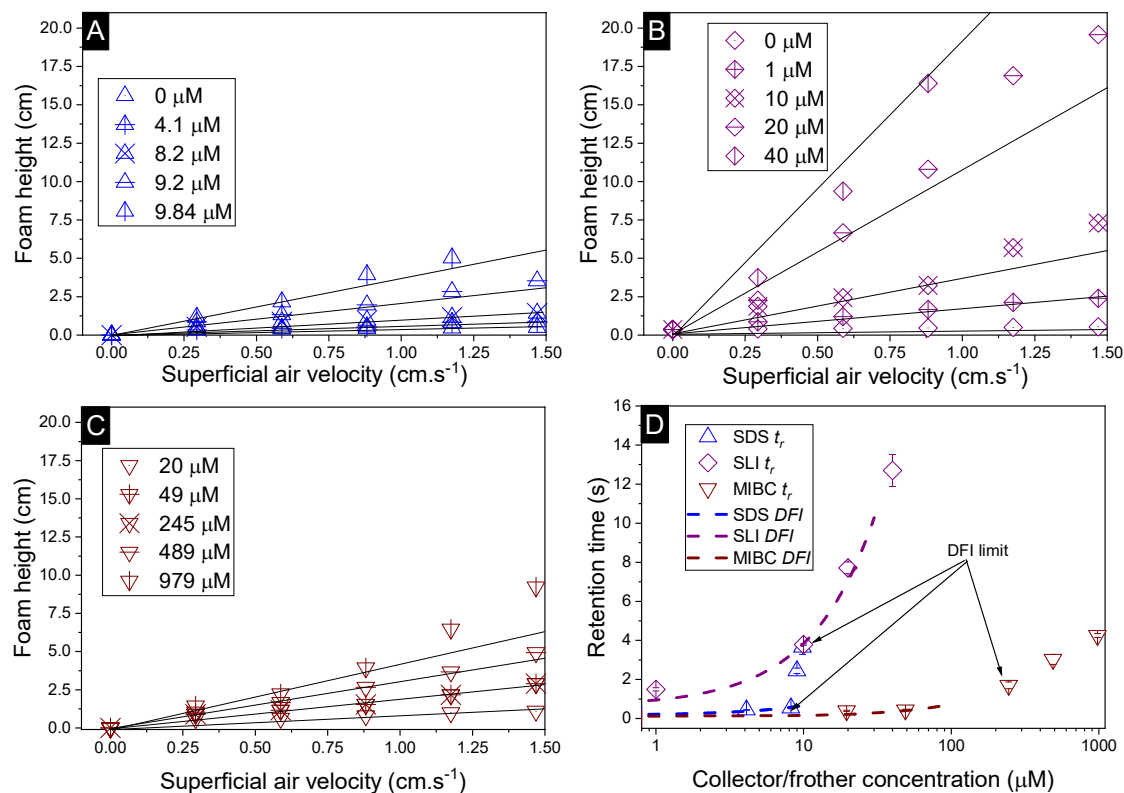 A
20.0
17.5
15.0
12.5
10.0
7.5
5.0
2.5
0.0
Foam height (cm)
0 μM
4.1 μM
8.2 μM
9.2 μM
9.84 μM
0.00 0.25 0.50 0.75 1.00 1.25 1.50
Superficial air velocity (cm.s⁻¹)
B
20.0
17.5
15.0
12.5
10.0
7.5
5.0
2.5
0.0
Foam height (cm)
0 μM
1 μM
10 μM
20 μM
40 μM
0.00 0.25 0.50 0.75 1.00 1.25 1.50
Superficial air velocity (cm.s⁻¹)
C
20.0
17.5
15.0
12.5
10.0
7.5
5.0
2.5
0.0
Foam height (cm)
20 μM
49 μM
245 μM
489 μM
979 μM
0.00 0.25 0.50 0.75 1.00 1.25 1.50
Superficial air velocity (cm.s⁻¹)
D
16
14
12
10
8
6
4
2
0
Retention time (s)
SDS tᵣ
SLI tᵣ
MIBC tᵣ
SDS DFI
SLI DFI
MIBC DFI
DFI limit
1 10 100 1000
Collector/frother concentration (μM)